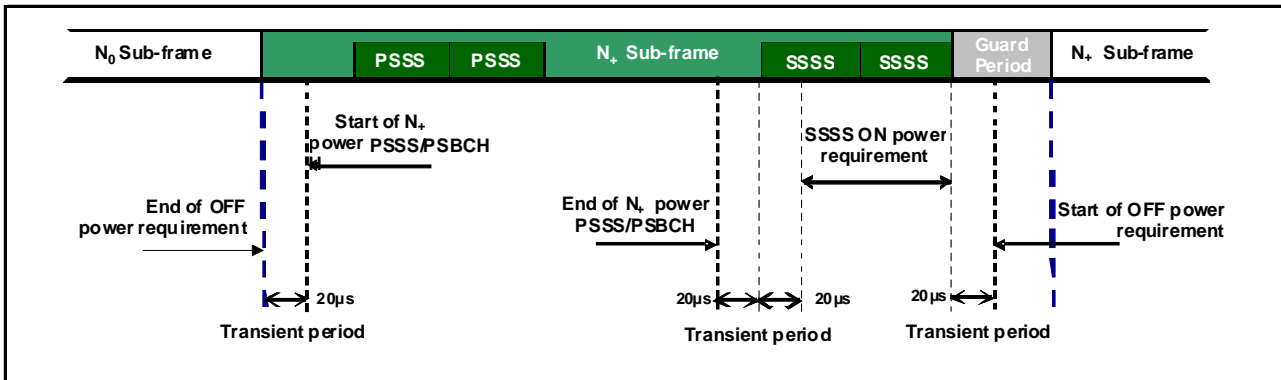 N0 Sub-frame
PSSS
PSSS
N+ Sub-frame
SSSS
SSSS
Guard
Period
N+ Sub-frame
Start of N+
power PSSS/PSBCH
SSSS ON power
requirement
End of OFF
power requirement
End of N+ power
PSSS/PSBCH
Start of OFF power
requirement
20µs
20µs
20µs
20µs
Transient period
Transient period
Transient period